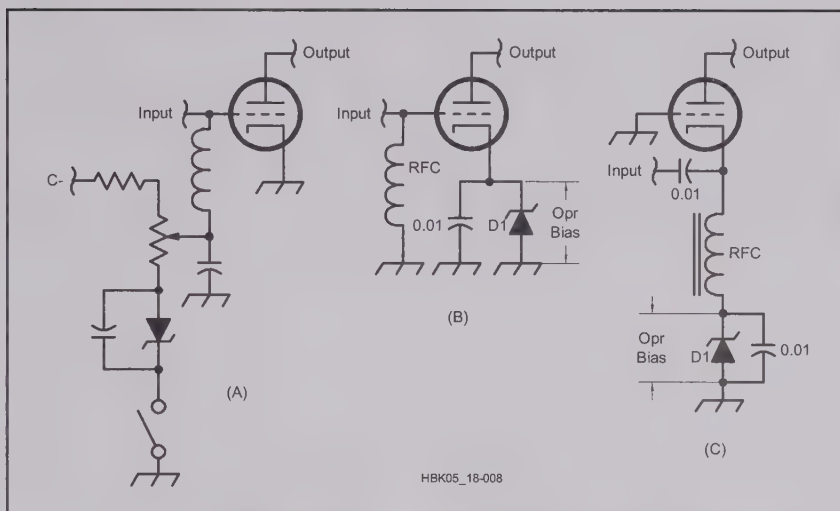 Output
Input
C-
(A)
Output
Input
RFC
0.01
D1
Opr
Bias
(B)
Output
Input
0.01
RFC
Opr
Bias
D1
0.01
(C)
HBK05_18-008